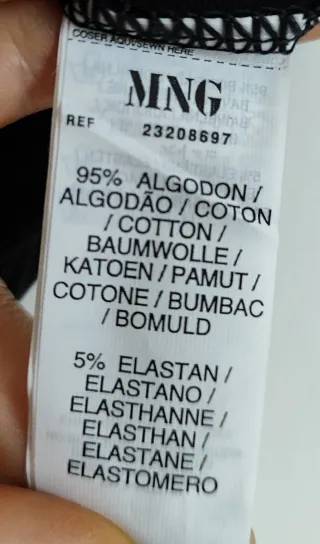 COSER AQUI/SEWN HERE
MNG
REF 23208697
95% ALGODON /
ALGODÃO / COTON
/ COTTON /
BAUMWOLLE /
KATOEN / PAMUT /
COTONE / BUMBAC
/ BOMULD
5% ELASTAN /
ELASTANO /
ELASTHANNE /
ELASTHAN /
ELASTANE /
ELASTOMERO